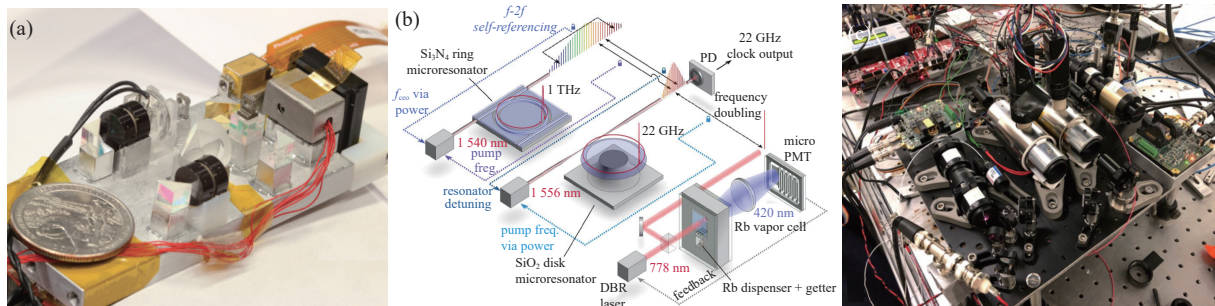 (a)
(b)
f-2f
self-referencing
Si₃N₄ ring
microresonator
1 THz
f_ceo via
power
1 540 nm
pump
freq.
PD
22 GHz
clock output
frequency
doubling
22 GHz
micro
PMT
resonator
detuning
1 556 nm
pump freq.
via power
SiO₂ disk
microresonator
420 nm
Rb vapor cell
778 nm
DBR
laser
feedback
Rb dispenser + getter
(c)